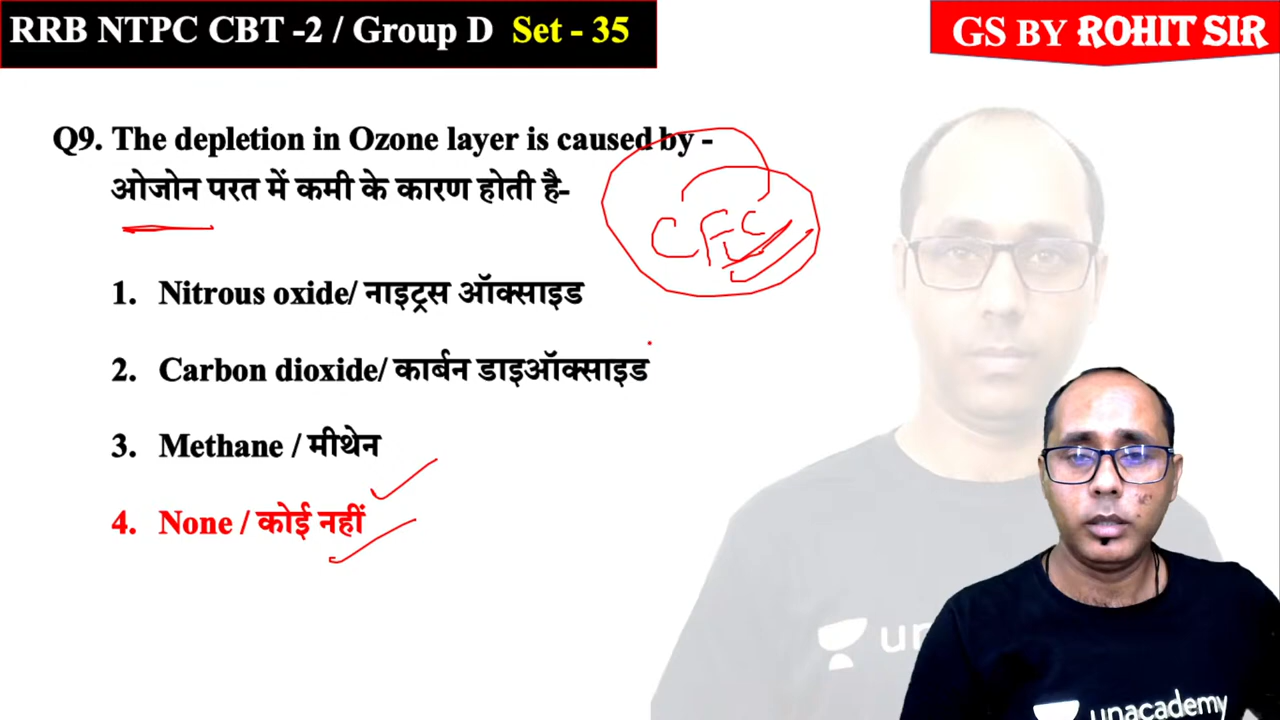 RRB NTPC CBT -2 / Group D Set - 35
GS BY ROHIT SIR
Q9. The depletion in Ozone layer is caused by -
ओजोन परत में कमी के कारण होती है-
CFC
1. Nitrous oxide/ नाइट्रस ऑक्साइड
2. Carbon dioxide/ कार्बन डाइऑक्साइड
3. Methane / मीथेन
4. None / कोई नहीं
un
unacademy